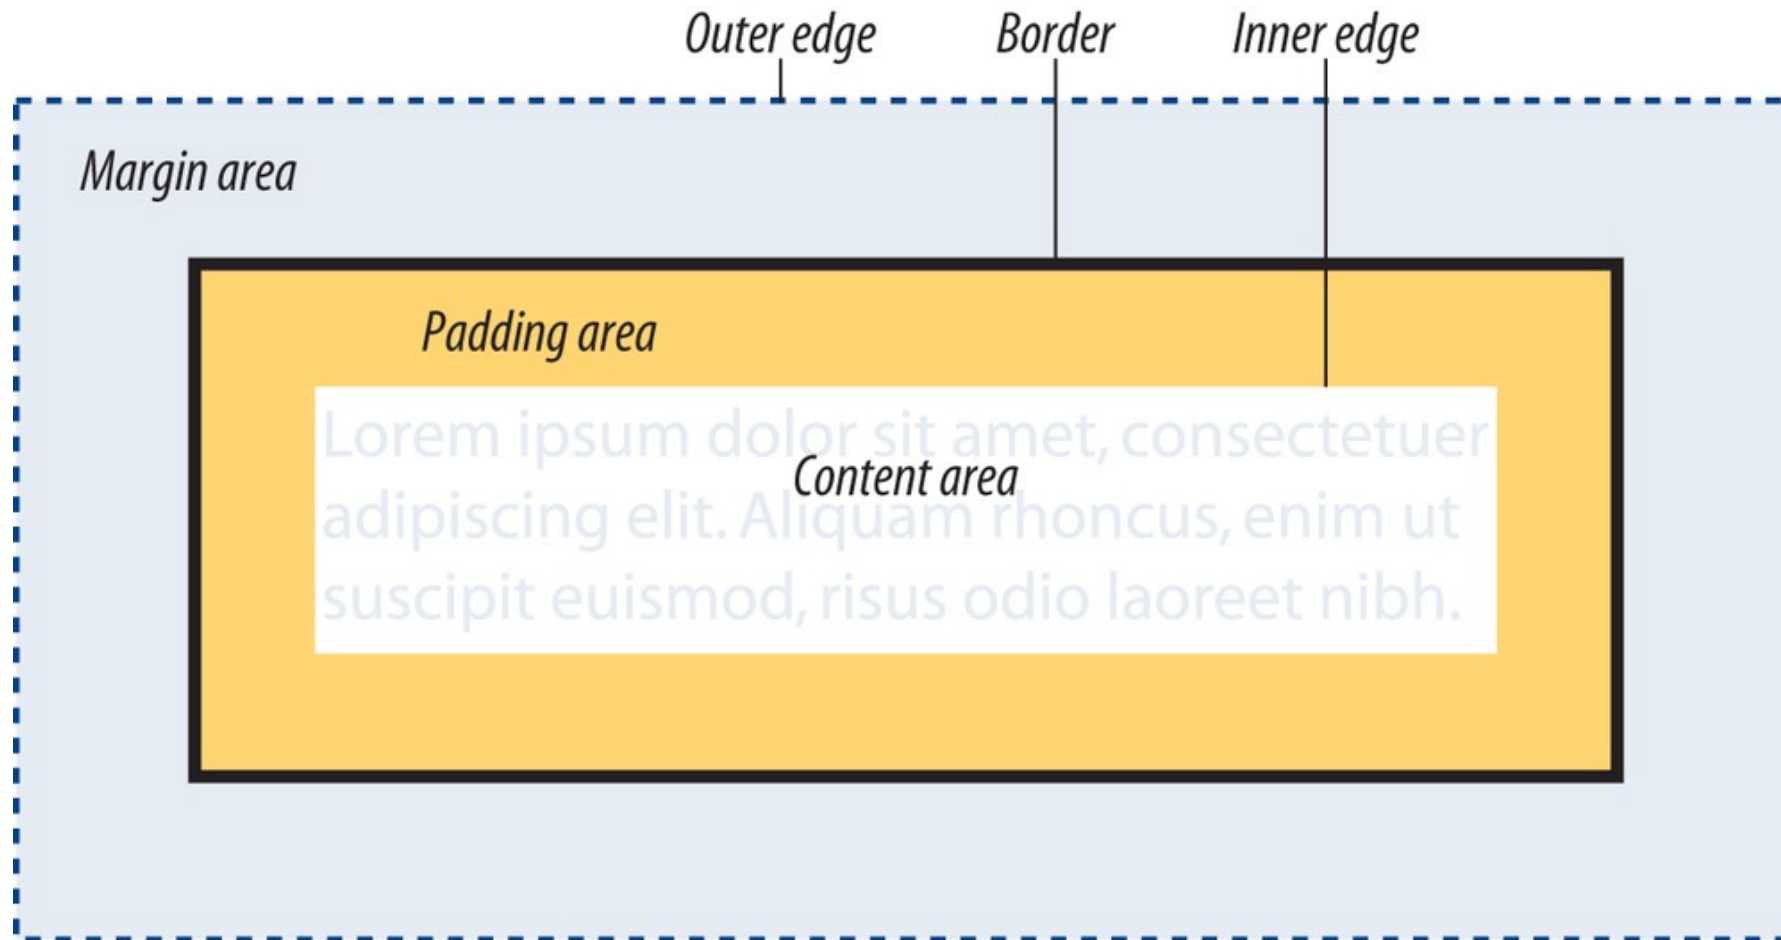 Outer edge Border Inner edge
Margin area
Padding area
Lorem ipsum dolor sit amet, consectetuer
Content area
adipiscing elit. Aliquam rhoncus, enim ut
suscipit euismod, risus odio laoreet nibh.